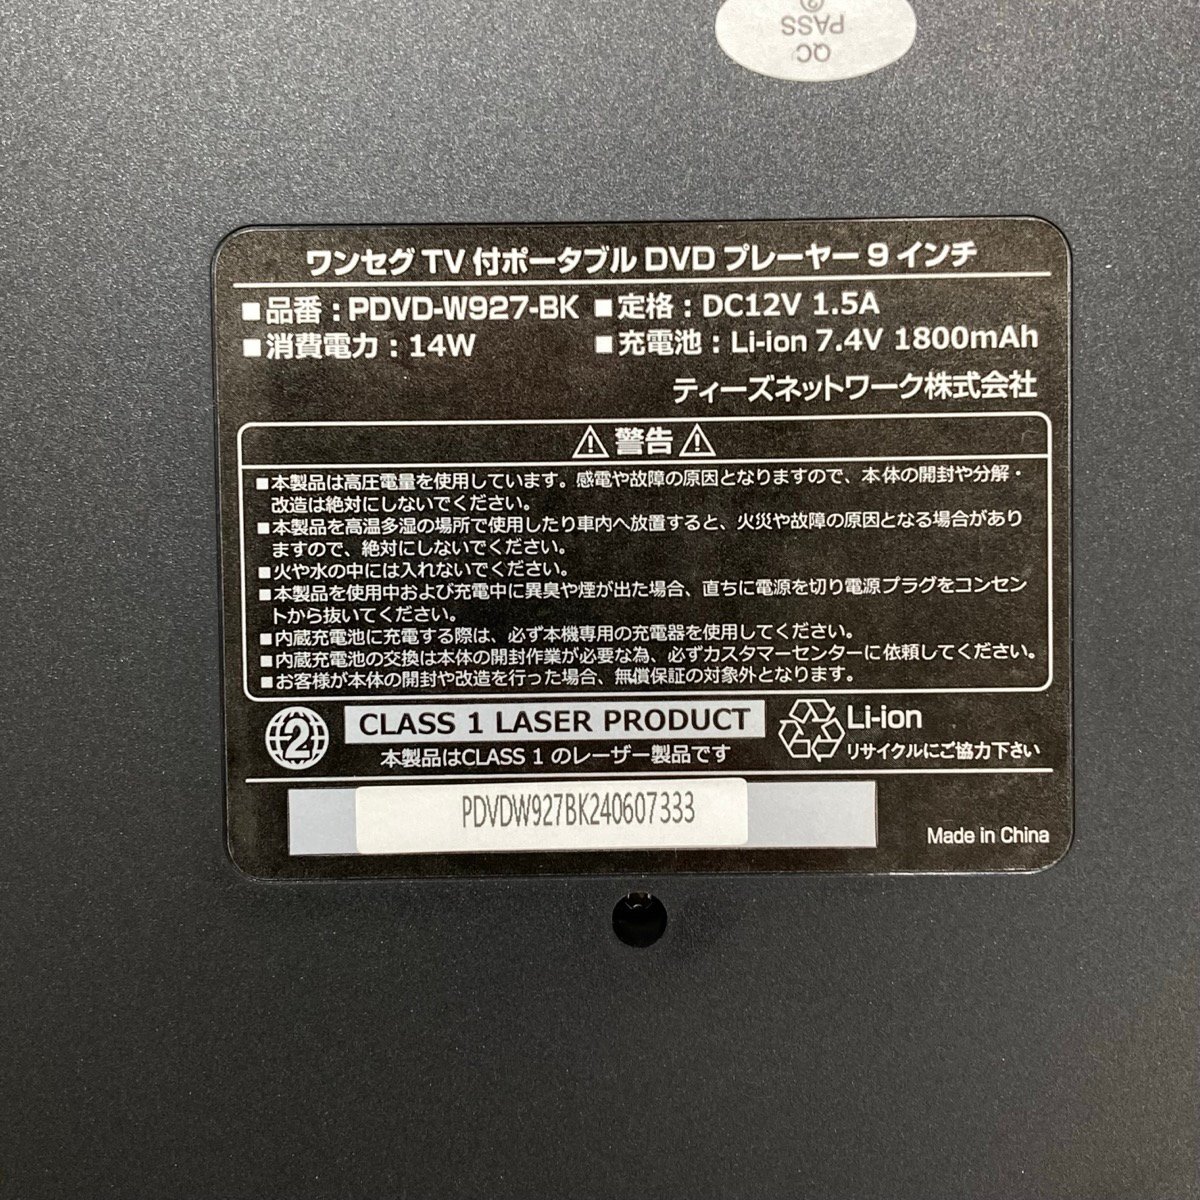 QC
PASS
ワンセグ TV 付ポータブル DVD プレーヤー 9 インチ
■品番：PDVD-W927-BK ■定格：DC12V 1.5A
■消費電力：14W ■充電池：Li-ion 7.4V 1800mAh
ティーズネットワーク株式会社
警告
■本製品は高圧電量を使用しています。感電や故障の原因となりますので、本体の開封や分解・
改造は絶対にしないでください。
■本製品を高温多湿の場所で使用したり車内へ放置すると、火災や故障の原因となる場合があり
ますので、絶対にしないでください。
■火や水の中には入れないでください。
■本製品を使用中および充電中に異臭や煙が出た場合、直ちに電源を切り電源プラグをコンセン
トから抜いてください。
■内蔵充電池に充電する際は、必ず本機専用の充電器を使用してください。
■内蔵充電池の交換は本体の開封作業が必要な為、必ずカスタマーセンターに依頼してください。
■お客様が本体の開封や改造を行った場合、無償保証の対象外となります。
2
CLASS 1 LASER PRODUCT
本製品はCLASS 1 のレーザー製品です
Li-ion
リサイクルにご協力下さい
PDVDW927BK240607333
Made in China